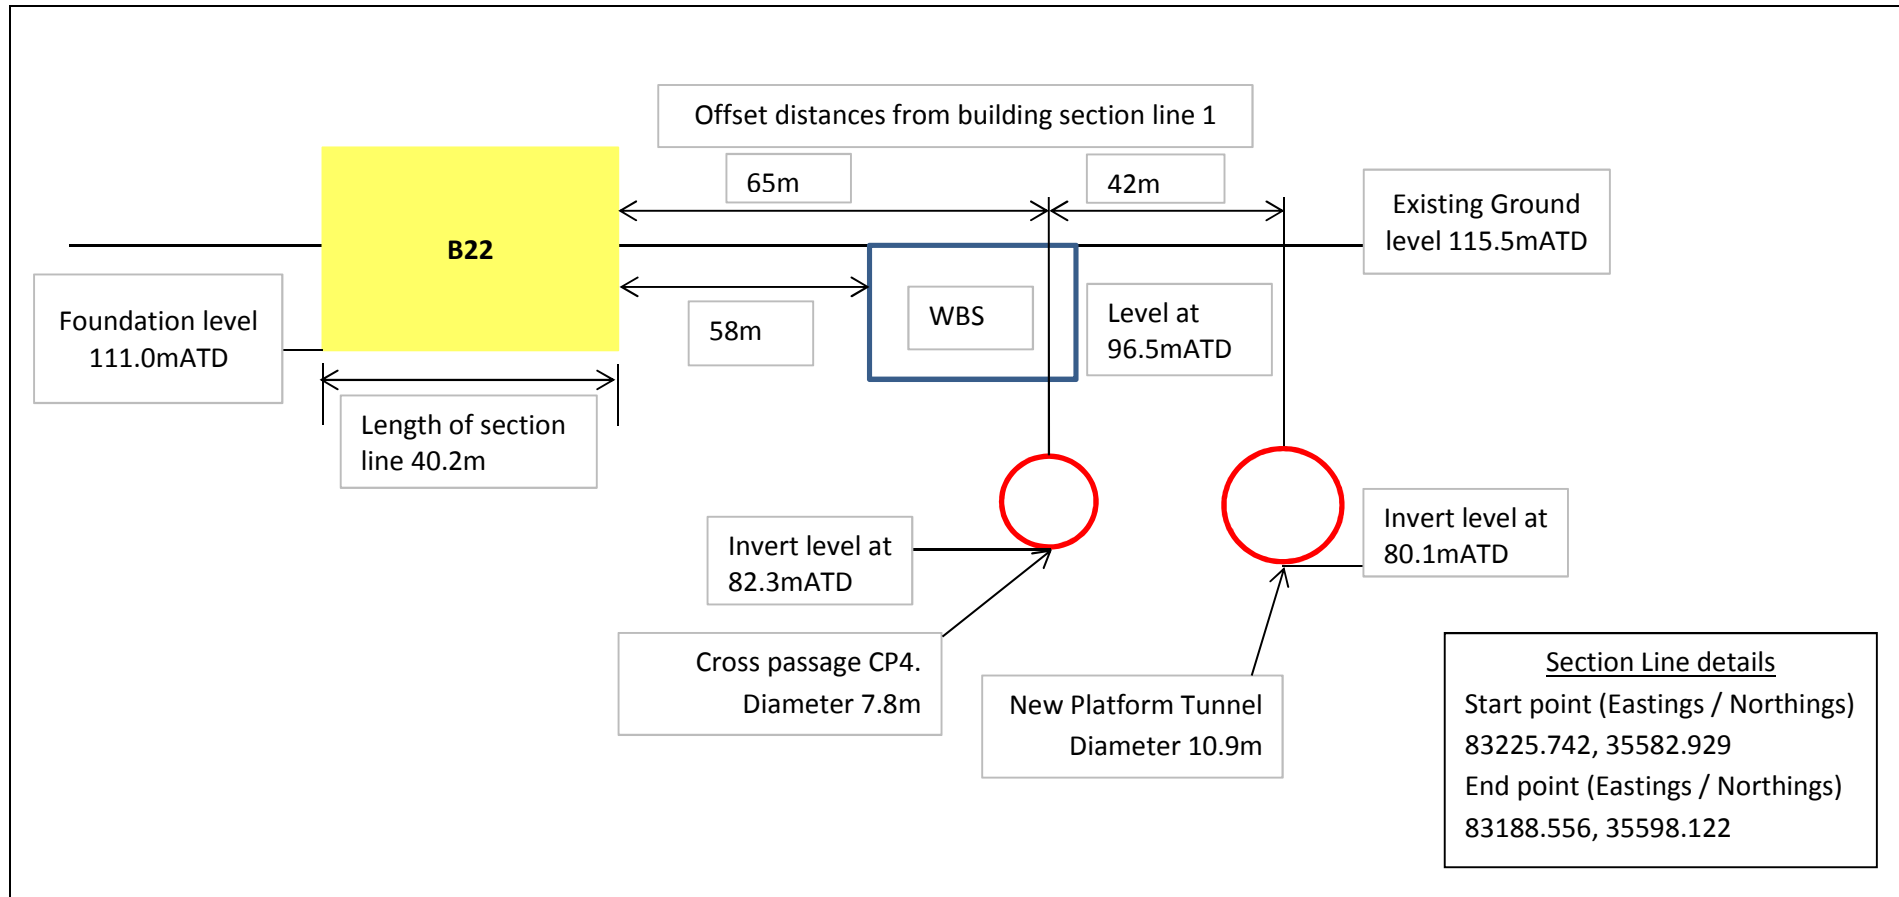 Offset distances from building section line 1
65m
42m
Existing Ground
level 115.5mATD
B22
Foundation level
111.0mATD
58m
WBS
Level at
96.5mATD
Length of section
line 40.2m
Invert level at
82.3mATD
Invert level at
80.1mATD
Cross passage CP4.
Diameter 7.8m
New Platform Tunnel
Diameter 10.9m
Section Line details
Start point (Eastings / Northings)
83225.742, 35582.929
End point (Eastings / Northings)
83188.556, 35598.122